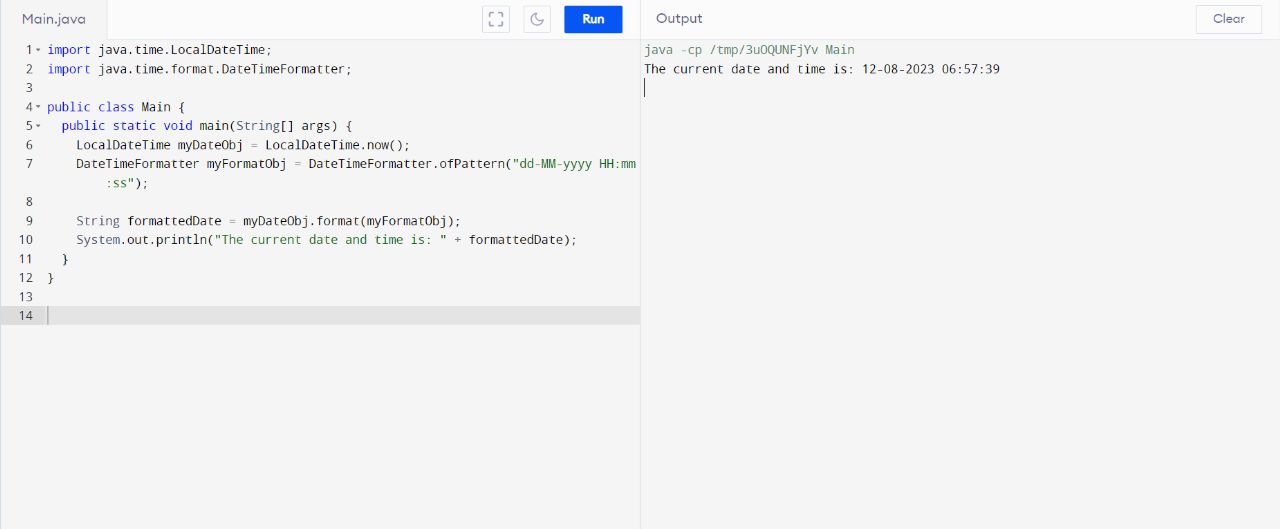 Main.java
Run
Output
Clear
1 import java.time.LocalDateTime;
2 import java.time.format.DateTimeFormatter;
3
4 public class Main {
5 public static void main(String[] args) {
6 LocalDateTime myDateObj = LocalDateTime.now();
7 DateTimeFormatter myFormatObj = DateTimeFormatter.ofPattern("dd-MM-yyyy HH:mm
:ss");
8
9 String formattedDate = myDateObj.format(myFormatObj);
10 System.out.println("The current date and time is: " + formattedDate);
11 }
12 }
13
14
java -cp /tmp/3uOQUNFjYv Main
The current date and time is: 12-08-2023 06:57:39